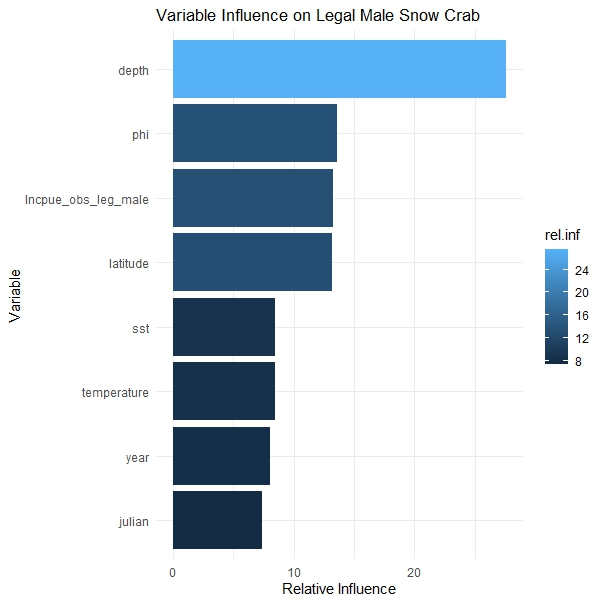 Variable Influence on Legal Male Snow Crab
depth
phi
lncpue_obs_leg_male
latitude
sst
temperature
year
julian
Variable
0
10
20
Relative Influence
rel.inf
24
20
16
12
8